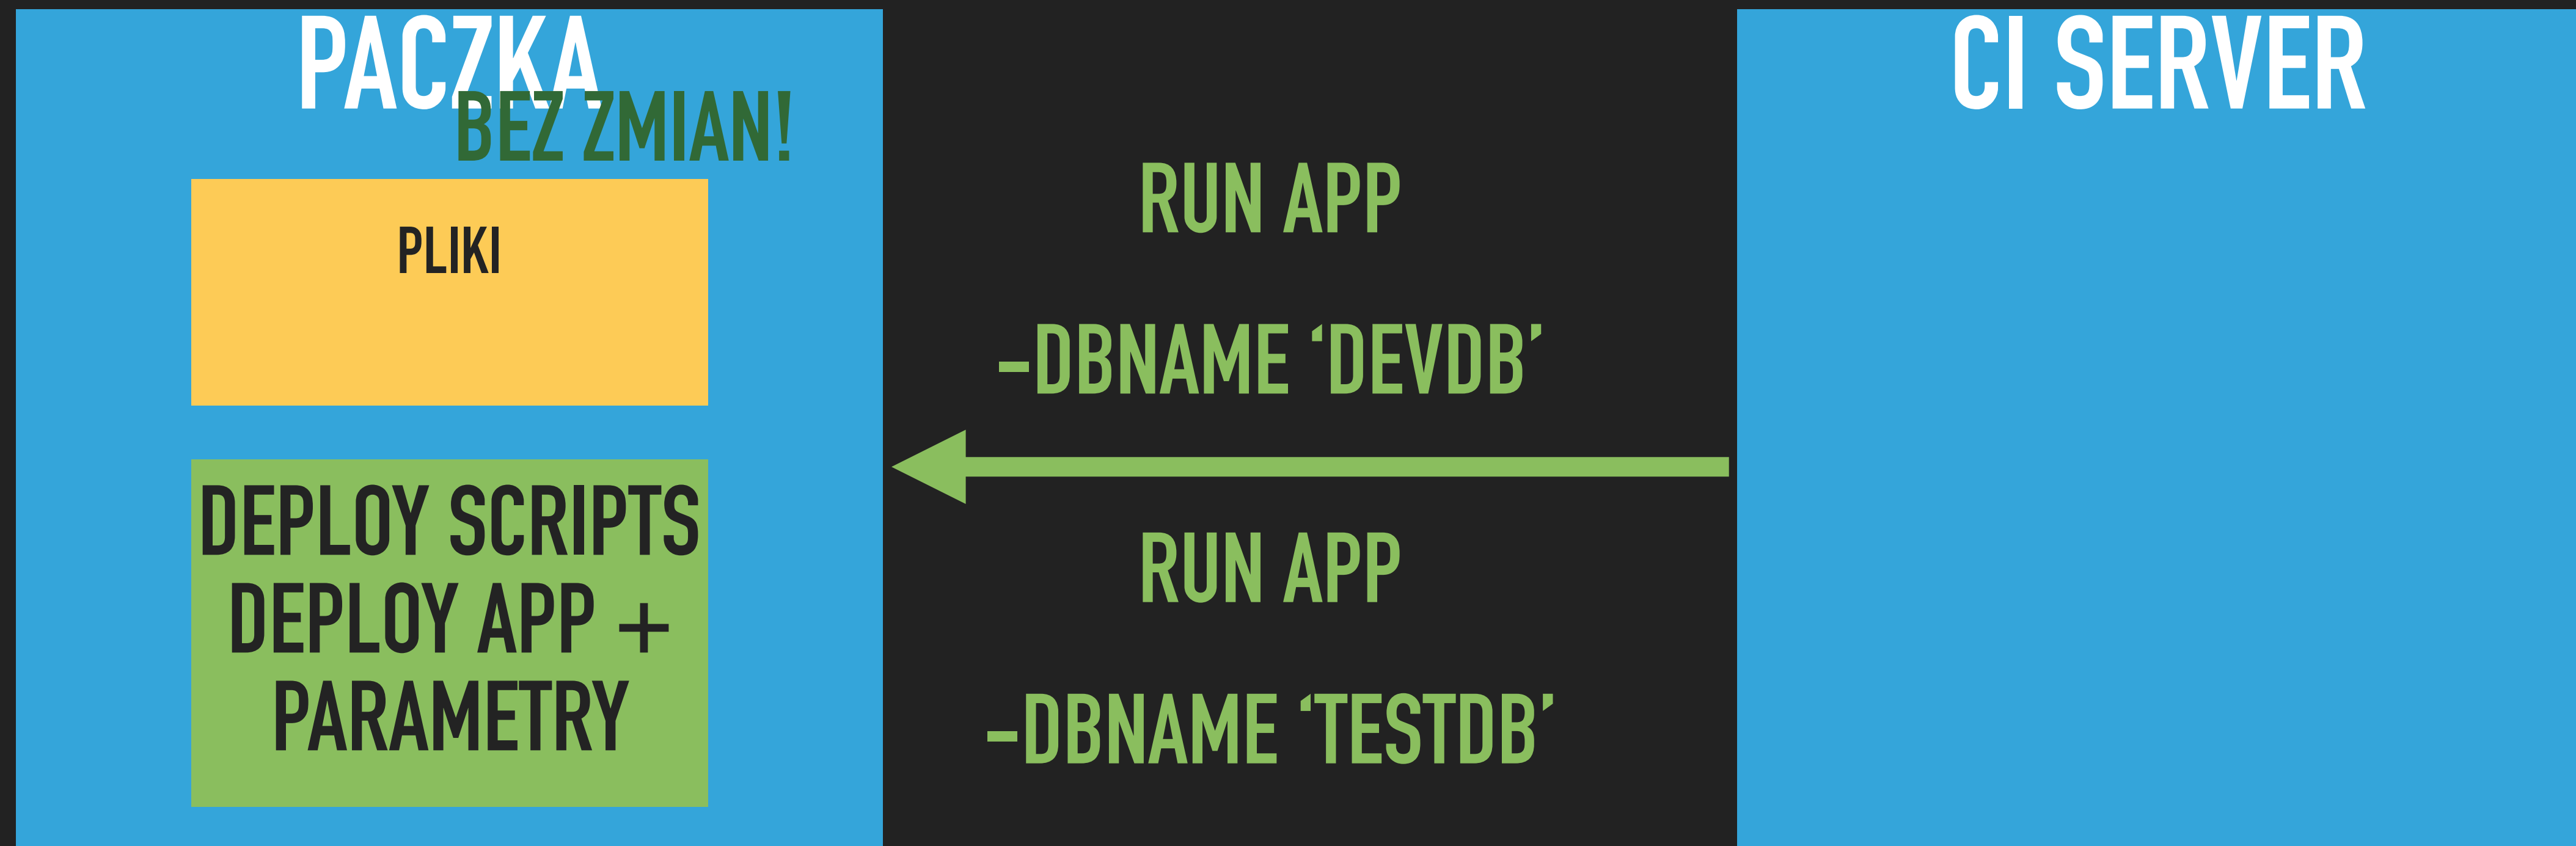 PACZKA
BEZ ZMIAN!
PLIKI
DEPLOY SCRIPTS
DEPLOY APP +
PARAMETRY
RUN APP
-DBNAME ‘DEVDB’
RUN APP
-DBNAME ‘TESTDB’
CI SERVER